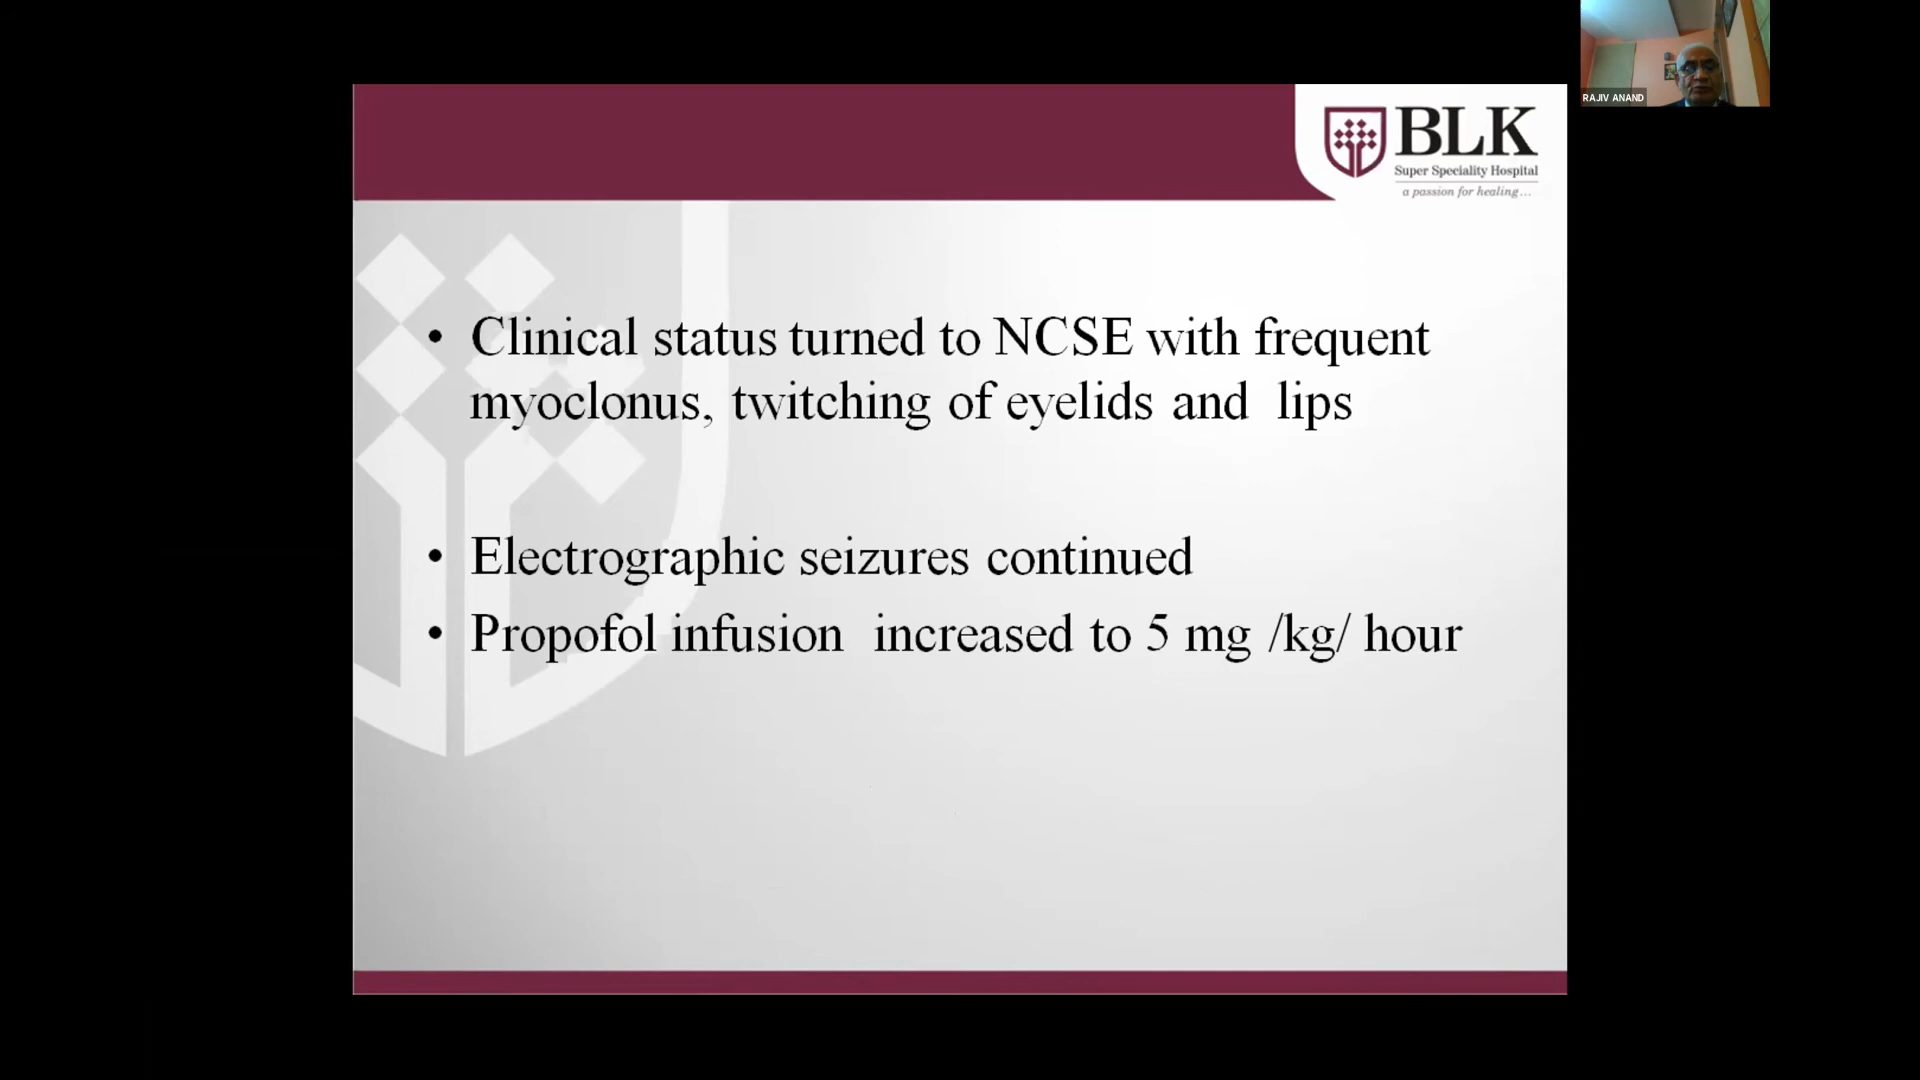 RAJIV ANAND
BLK
Super Speciality Hospital
a passion for healing...
• Clinical status turned to NCSE with frequent
myoclonus, twitching of eyelids and lips
• Electrographic seizures continued
• Propofol infusion increased to 5 mg /kg/ hour